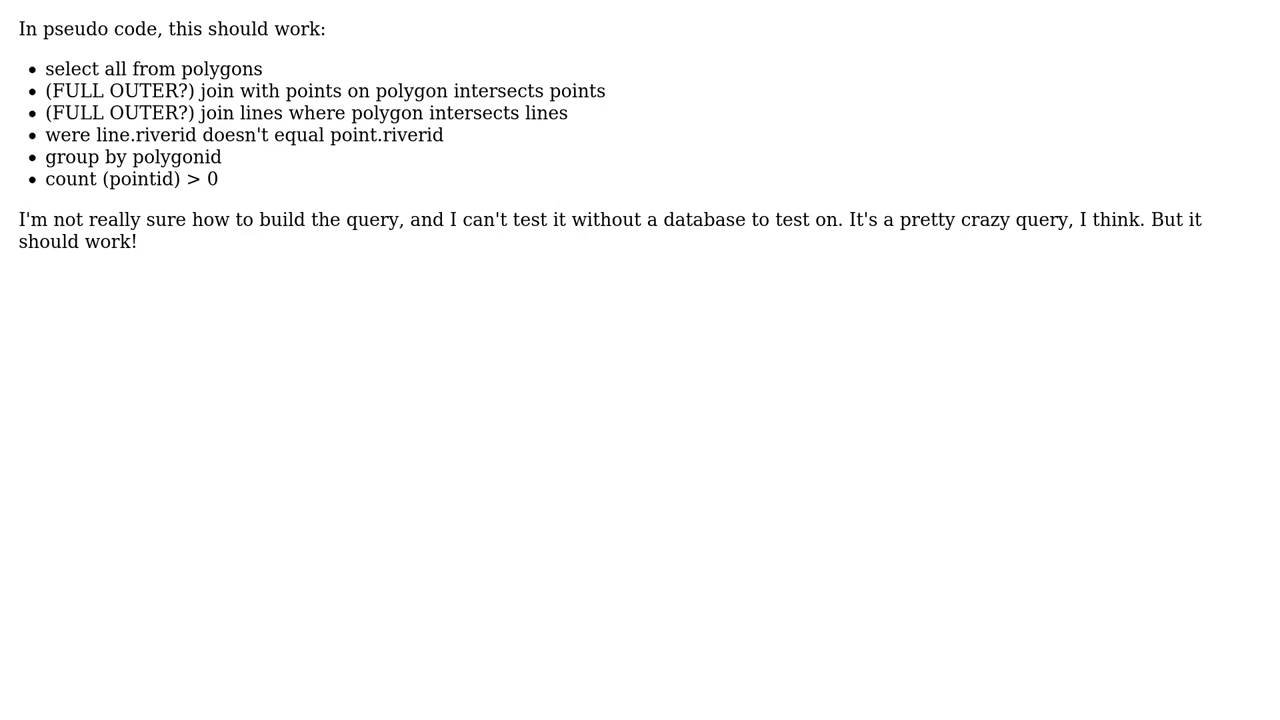 In pseudo code, this should work:
• select all from polygons
• (FULL OUTER?) join with points on polygon intersects points
• (FULL OUTER?) join lines where polygon intersects lines
• were line.riverid doesn't equal point.riverid
• group by polygonid
• count (pointid) > 0
I'm not really sure how to build the query, and I can't test it without a database to test on. It's a pretty crazy query, I think. But it
should work!